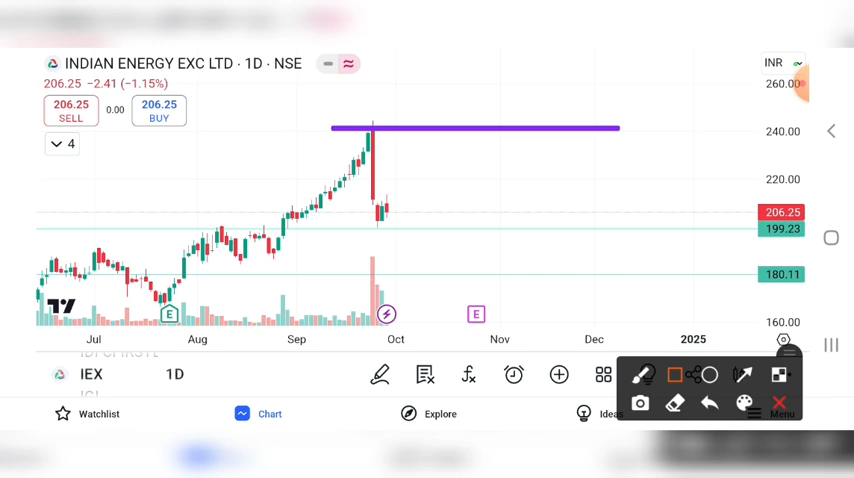 INDIAN ENERGY EXC LTD · 1D · NSE
INR
206.25 −2.41 (−1.15%)
260.00
206.25
SELL
0.00
206.25
BUY
240.00
4
220.00
206.25
199.23
180.11
160.00
E
E
Jul
Aug
Sep
Oct
Nov
Dec
2025
IEX
1D
Watchlist
Chart
Explore
Ideas
Menu